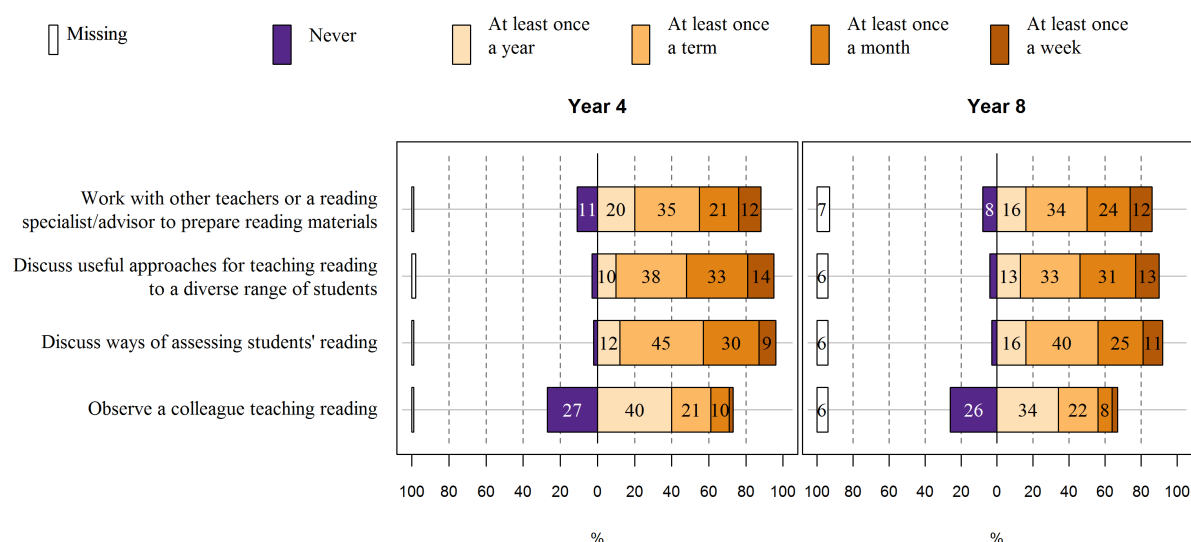 Missing
Never
At least once
a year
At least once
a term
At least once
a month
At least once
a week
Year 4
Year 8
Work with other teachers or a reading
specialist/advisor to prepare reading materials
11 20 35 21 12
7 8 16 34 24 12
Discuss useful approaches for teaching reading
to a diverse range of students
10 38 33 14
6 13 33 31 13
Discuss ways of assessing students' reading
12 45 30 9
6 16 40 25 11
Observe a colleague teaching reading
27 40 21 10
6 26 34 22 8
100 80 60 40 20 0 20 40 60 80 100
100 80 60 40 20 0 20 40 60 80 100
%
%